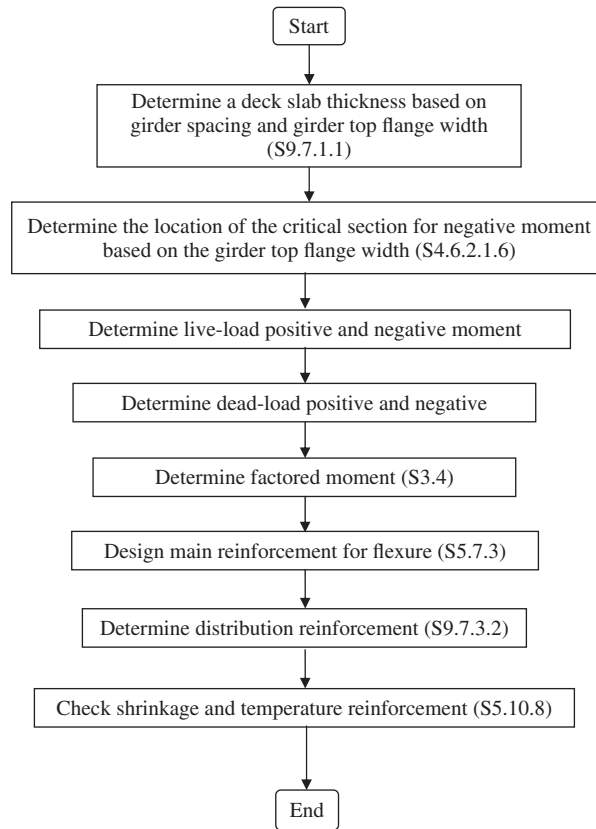 Start
Determine a deck slab thickness based on
girder spacing and girder top flange width
(S9.7.1.1)
Determine the location of the critical section for negative moment
based on the girder top flange width (S4.6.2.1.6)
Determine live-load positive and negative moment
Determine dead-load positive and negative
Determine factored moment (S3.4)
Design main reinforcement for flexure (S5.7.3)
Determine distribution reinforcement (S9.7.3.2)
Check shrinkage and temperature reinforcement (S5.10.8)
End